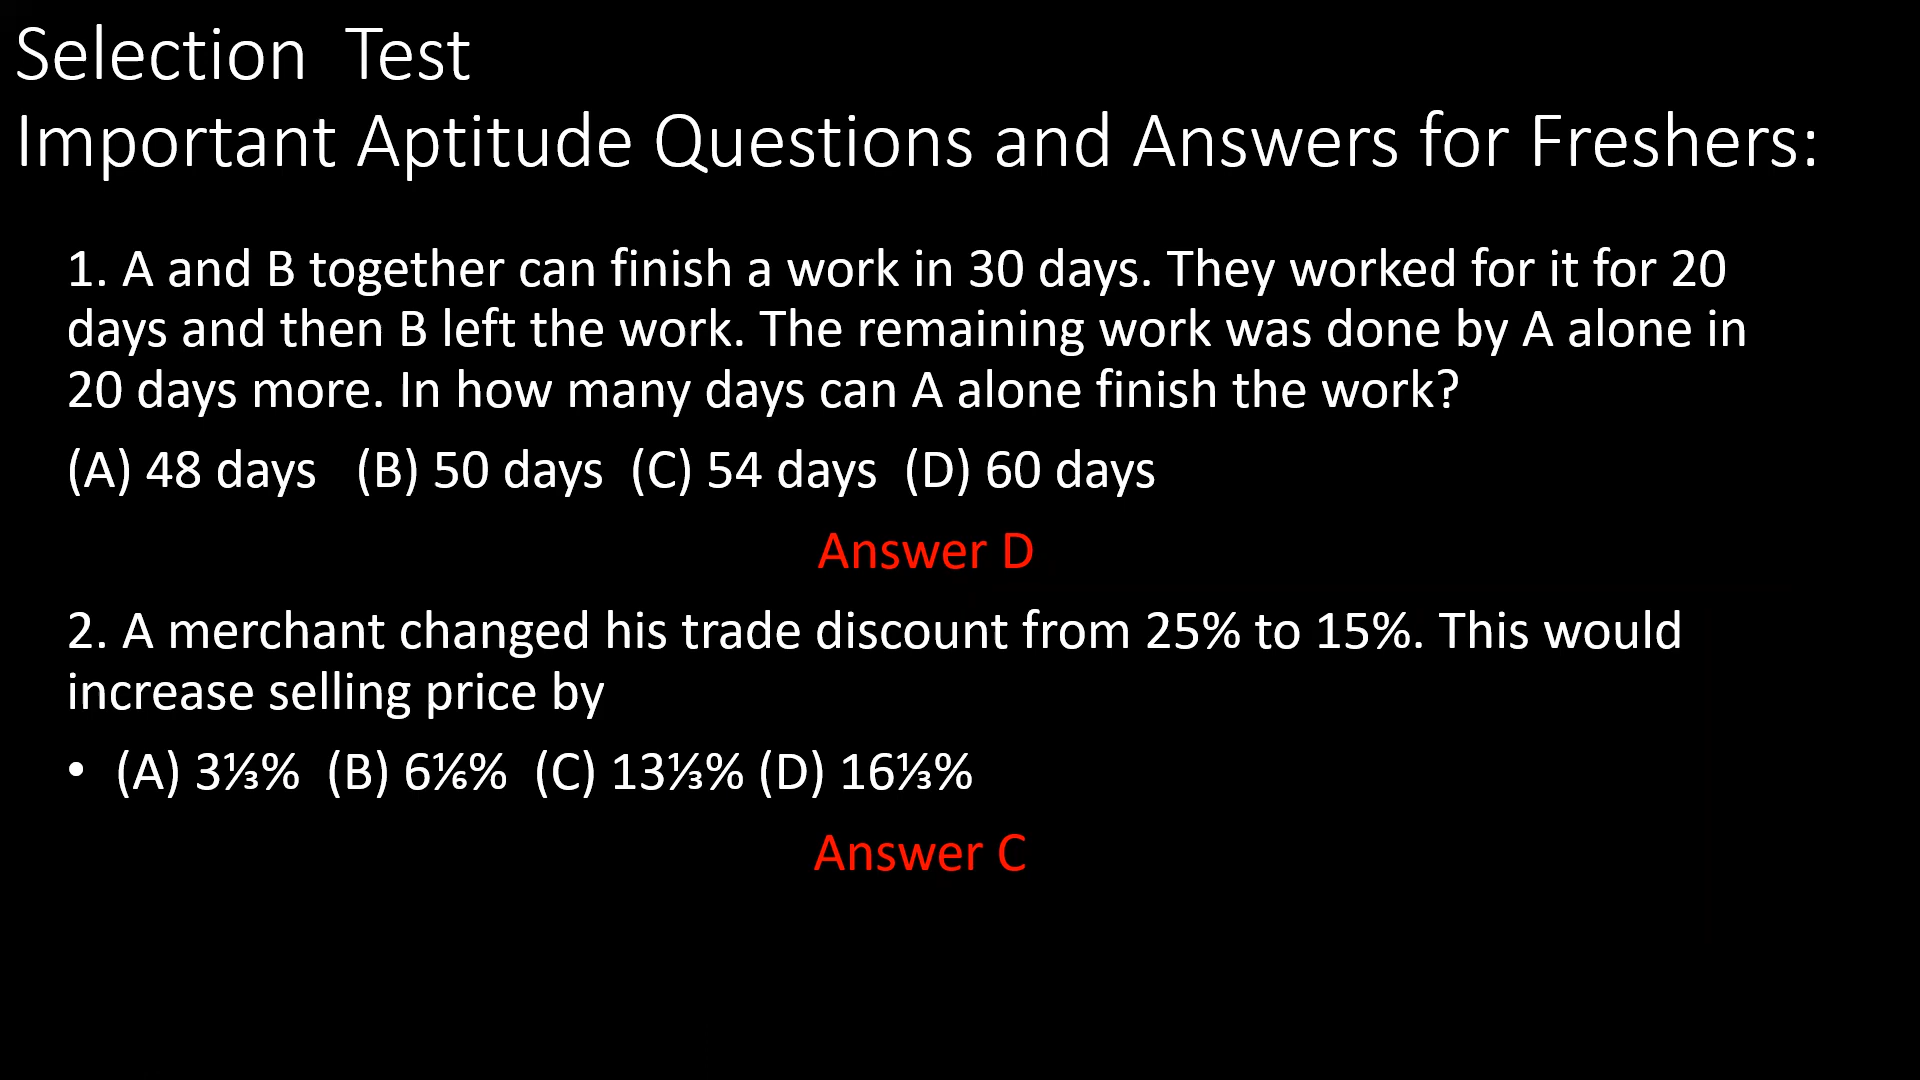 Selection  Test
Important Aptitude Questions and Answers for Freshers:
1. A and B together can finish a work in 30 days. They worked for it for 20
days and then B left the work. The remaining work was done by A alone in
20 days more. In how many days can A alone finish the work?
(A) 48 days   (B) 50 days  (C) 54 days  (D) 60 days
Answer D
2. A merchant changed his trade discount from 25% to 15%. This would
increase selling price by
• (A) 3⅓%  (B) 6⅙%  (C) 13⅓% (D) 16⅓%
Answer C